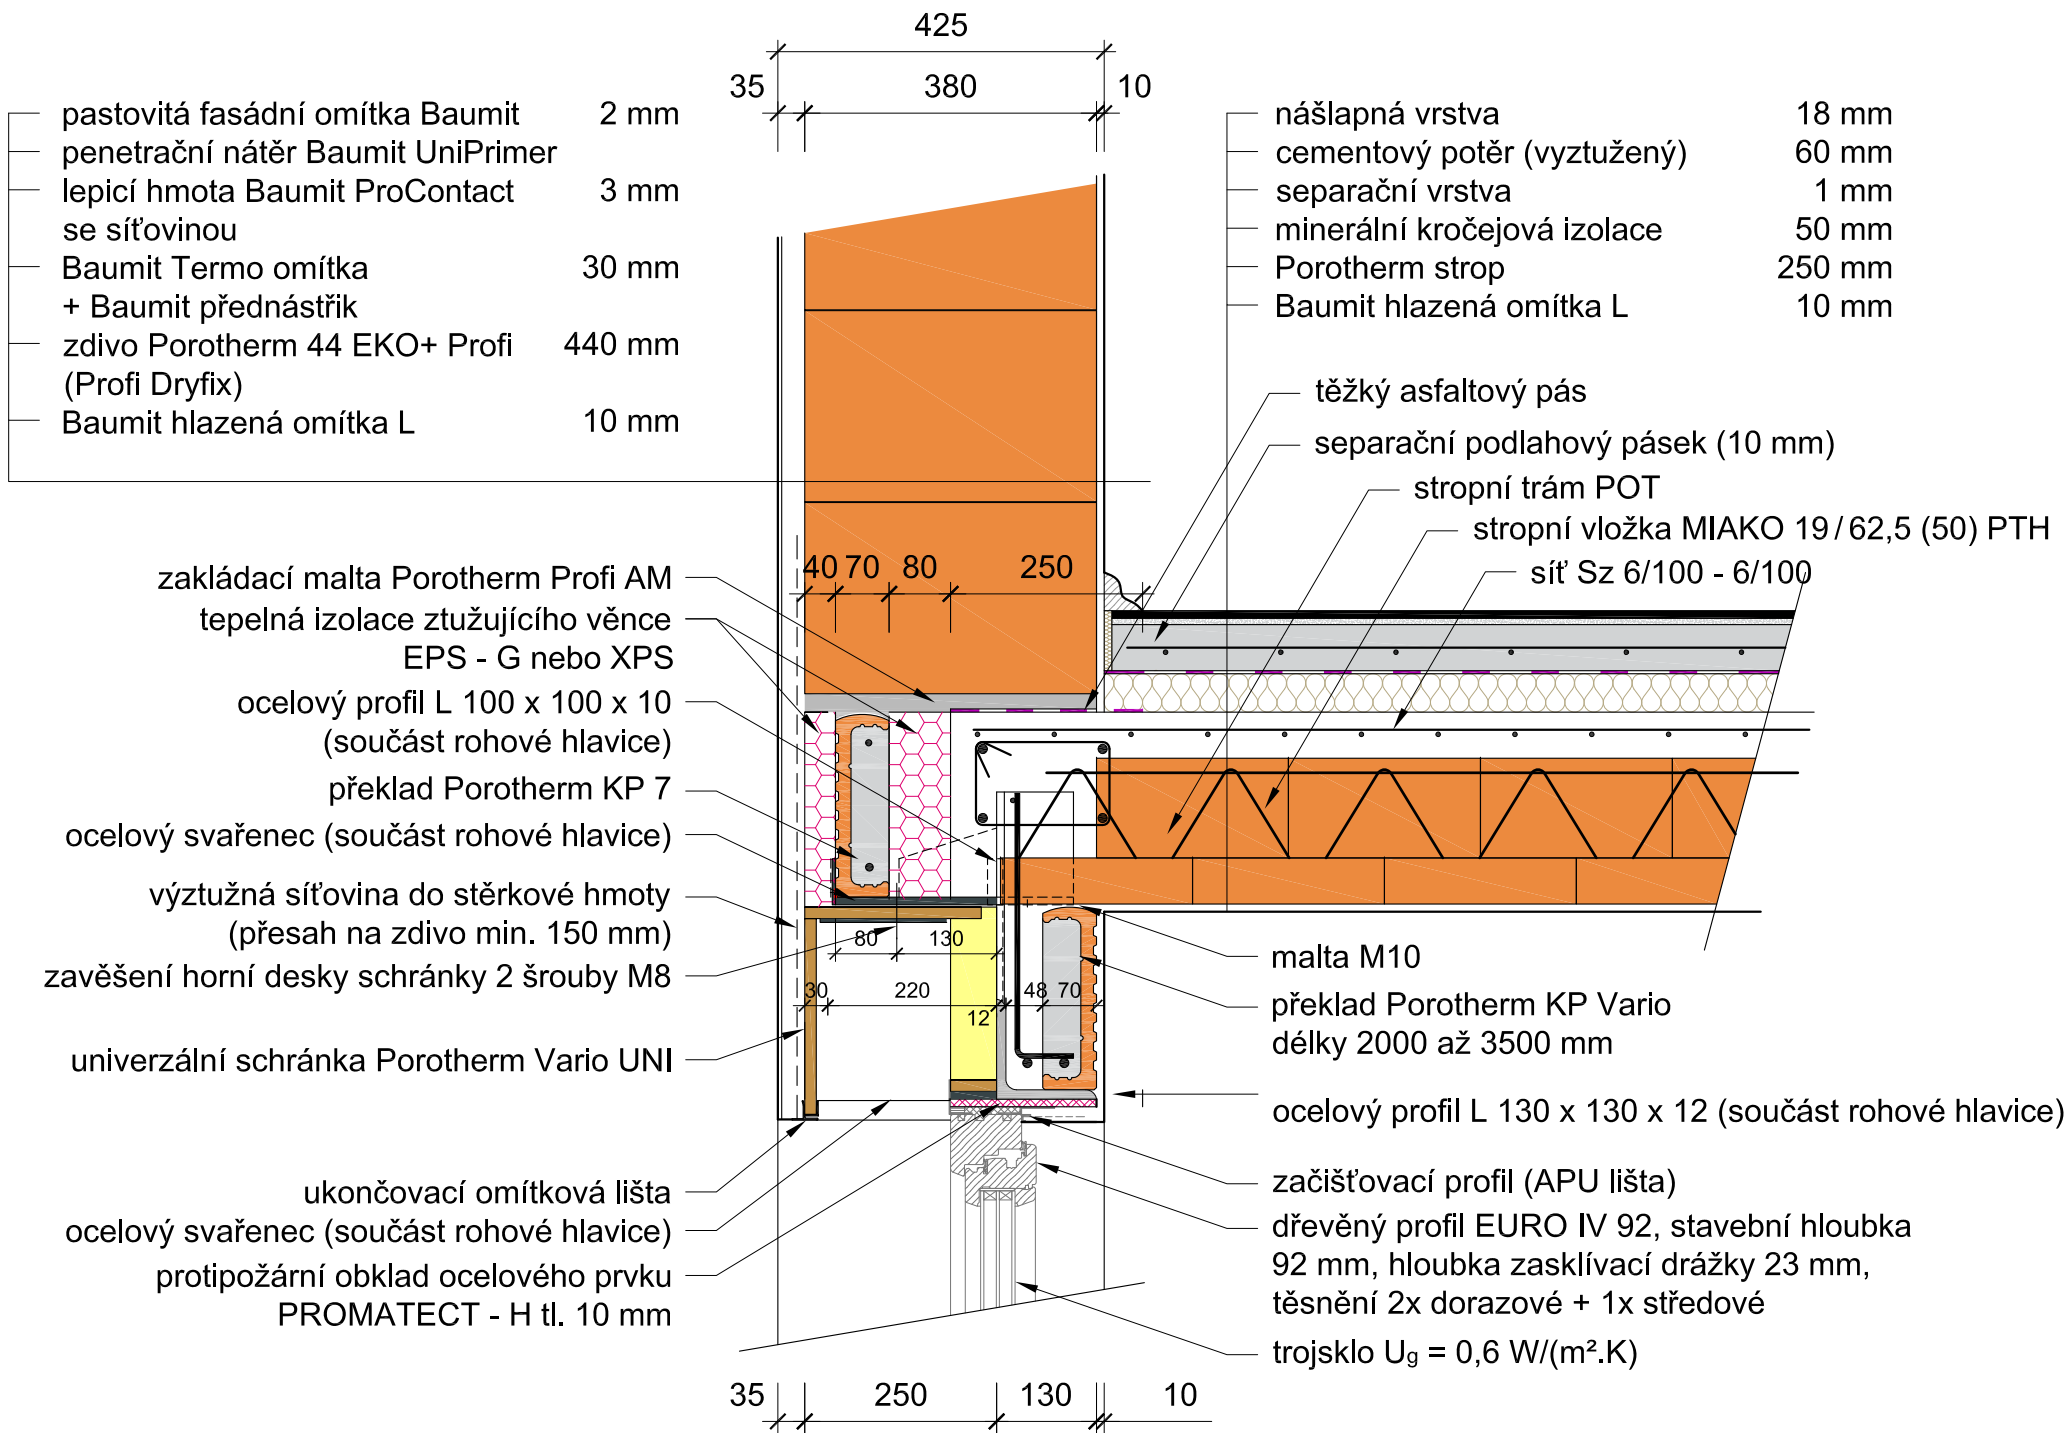 425
35 380 10
pastovitá fasádní omítka Baumit 2 mm
penetrační nátěr Baumit UniPrimer
lepicí hmota Baumit ProContact 3 mm
se síťovinou
Baumit Termo omítka 30 mm
+ Baumit přednástřik
zdivo Porotherm 44 EKO+ Profi 440 mm
(Profi Dryfix)
Baumit hlazená omítka L 10 mm
nášlapná vrstva 18 mm
cementový potěr (vyztužený) 60 mm
separační vrstva 1 mm
minerální kročejová izolace 50 mm
Porotherm strop 250 mm
Baumit hlazená omítka L 10 mm
těžký asfaltový pás
separační podlahový pásek (10 mm)
stropní trám POT
stropní vložka MIAKO 19/62,5 (50) PTH
síť Sz 6/100 - 6/100
40 70 80 250
zakládací malta Porotherm Profi AM
tepelná izolace ztužujícího věnce
EPS - G nebo XPS
ocelový profil L 100 x 100 x 10
(součást rohové hlavice)
překlad Porotherm KP 7
ocelový svařenec (součást rohové hlavice)
výztužná síťovina do stěrkové hmoty
(přesah na zdivo min. 150 mm)
zavěšení horní desky schránky 2 šrouby M8
univerzální schránka Porotherm Vario UNI
80 130
30 220 12 48 70
malta M10
překlad Porotherm KP Vario
délky 2000 až 3500 mm
ocelový profil L 130 x 130 x 12 (součást rohové hlavice)
ukončovací omítková lišta
ocelový svařenec (součást rohové hlavice)
protipožární obklad ocelového prvku
PROMATECT - H tl. 10 mm
začišťovací profil (APU lišta)
dřevěný profil EURO IV 92, stavební hloubka
92 mm, hloubka zasklívací drážky 23 mm,
těsnění 2x dorazové + 1x středové
trojsklo Ug = 0,6 W/(m².K)
35 250 130 10